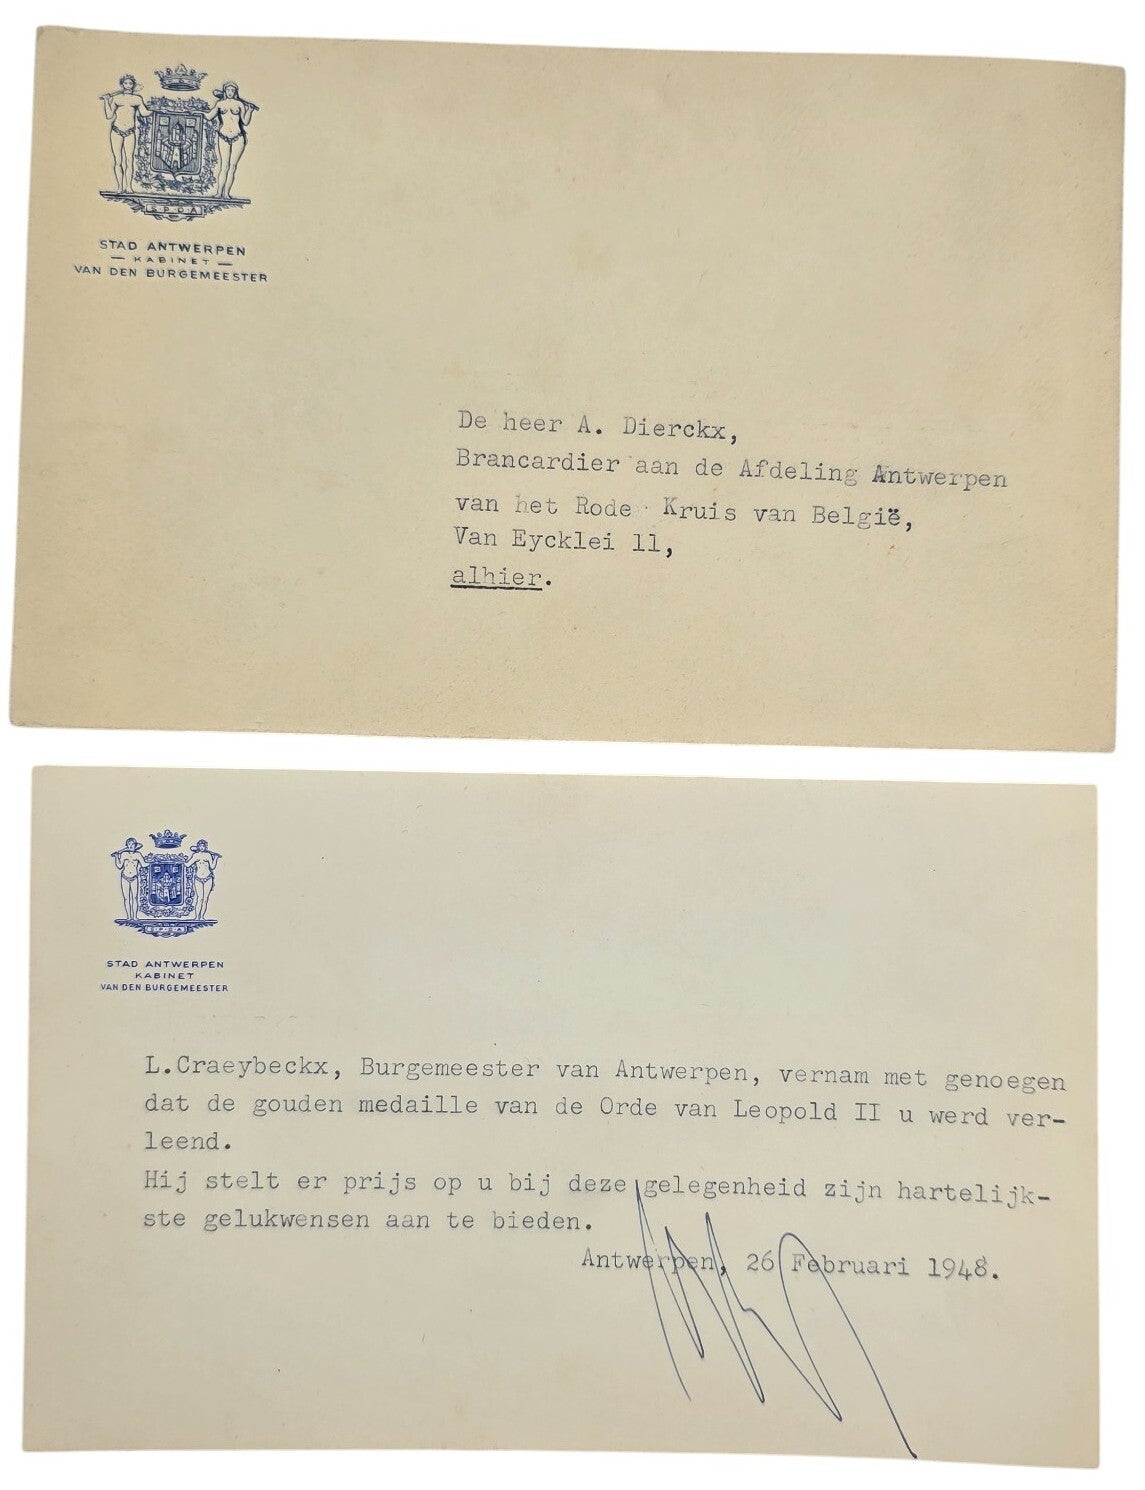 S.P.Q.A.
STAD ANTWERPEN
— KABINET —
VAN DEN BURGEMEESTER
De heer A. Dierckx,
Brancardier aan de Afdeling Antwerpen
van het Rode Kruis van België,
Van Eycklei 11,
alhier.
S.P.Q.A.
STAD ANTWERPEN
KABINET
VAN DEN BURGEMEESTER
L.Craeybeckx, Burgemeester van Antwerpen, vernam met genoegen
dat de gouden medaille van de Orde van Leopold II u werd ver-
leend.
Hij stelt er prijs op u bij deze gelegenheid zijn hartelijk-
ste gelukwensen aan te bieden.
Antwerpen, 26 Februari 1948.